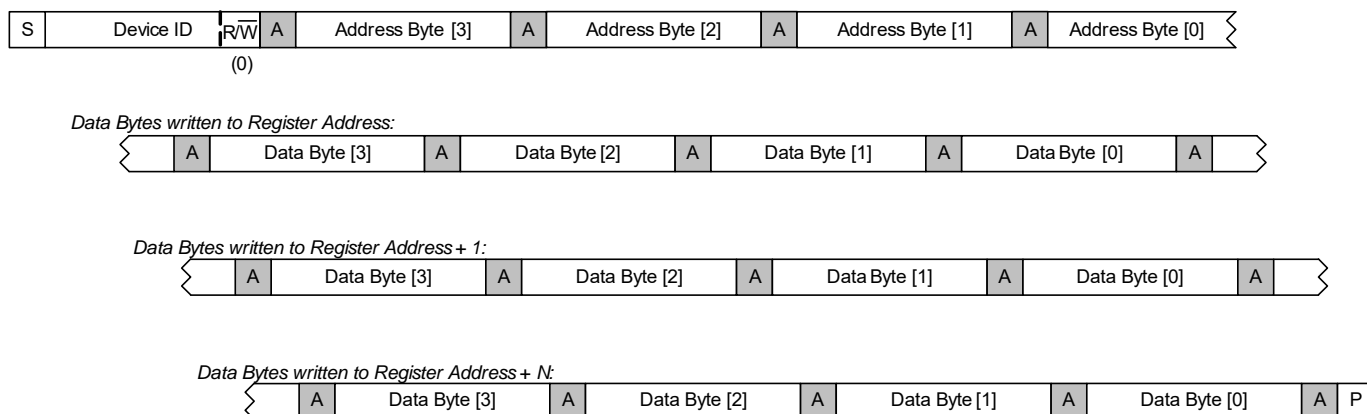 S Device ID R/W̅ A Address Byte [3] A Address Byte [2] A Address Byte [1] A Address Byte [0]
(0)
Data Bytes written to Register Address:
A Data Byte [3] A Data Byte [2] A Data Byte [1] A Data Byte [0] A
Data Bytes written to Register Address + 1:
A Data Byte [3] A Data Byte [2] A Data Byte [1] A Data Byte [0] A
Data Bytes written to Register Address + N:
A Data Byte [3] A Data Byte [2] A Data Byte [1] A Data Byte [0] A P